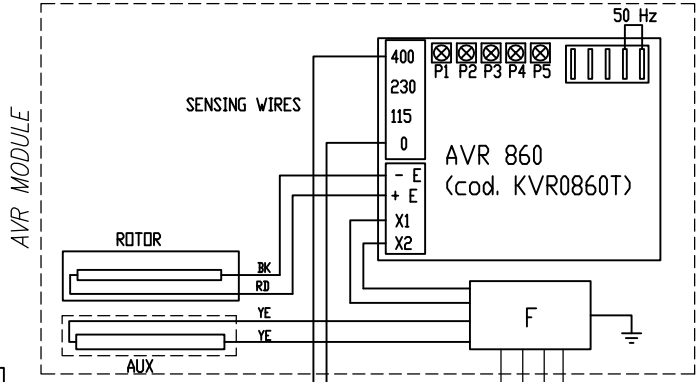 50 Hz
400
P1 P2 P3 P4 P5
230
SENSING WIRES
115
0
AVR 860
(cod. KVR0860T)
- E
+ E
X1
X2
AVR MODULE
ROTOR
BK
RD
YE
F
YE
AUX